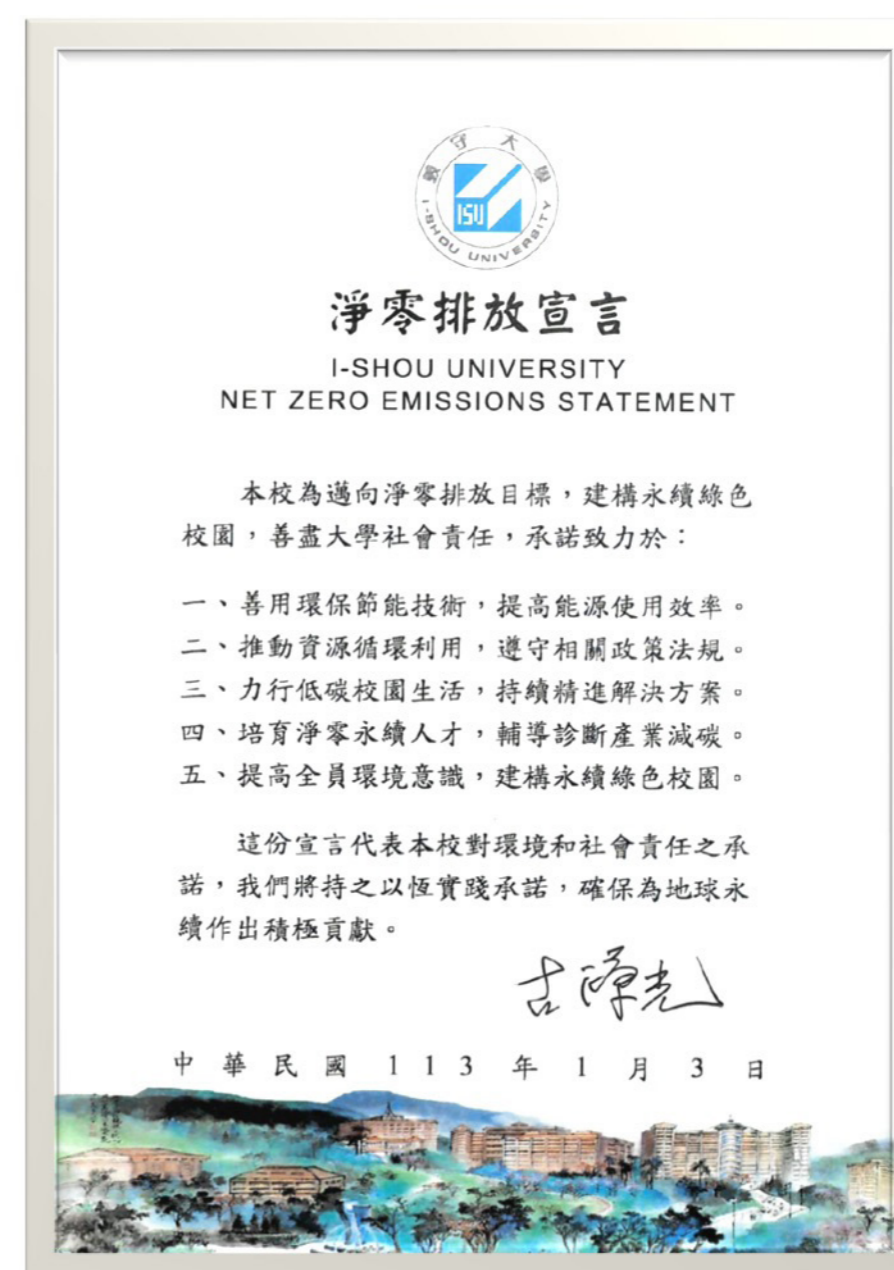 義守大學
ISU
I-SHOU UNIVERSITY
淨零排放宣言
I-SHOU UNIVERSITY
NET ZERO EMISSIONS STATEMENT
本校為邁向淨零排放目標，建構永續綠色
校園，善盡大學社會責任，承諾致力於：
一、善用環保節能技術，提高能源使用效率。
二、推動資源循環利用，遵守相關政策法規。
三、力行低碳校園生活，持續精進解決方案。
四、培育淨零永續人才，輔導診斷產業減碳。
五、提高全員環境意識，建構永續綠色校園。
這份宣言代表本校對環境和社會責任之承
諾，我們將持之以恆實踐承諾，確保為地球永
續作出積極貢獻。
中華民國113年1月3日